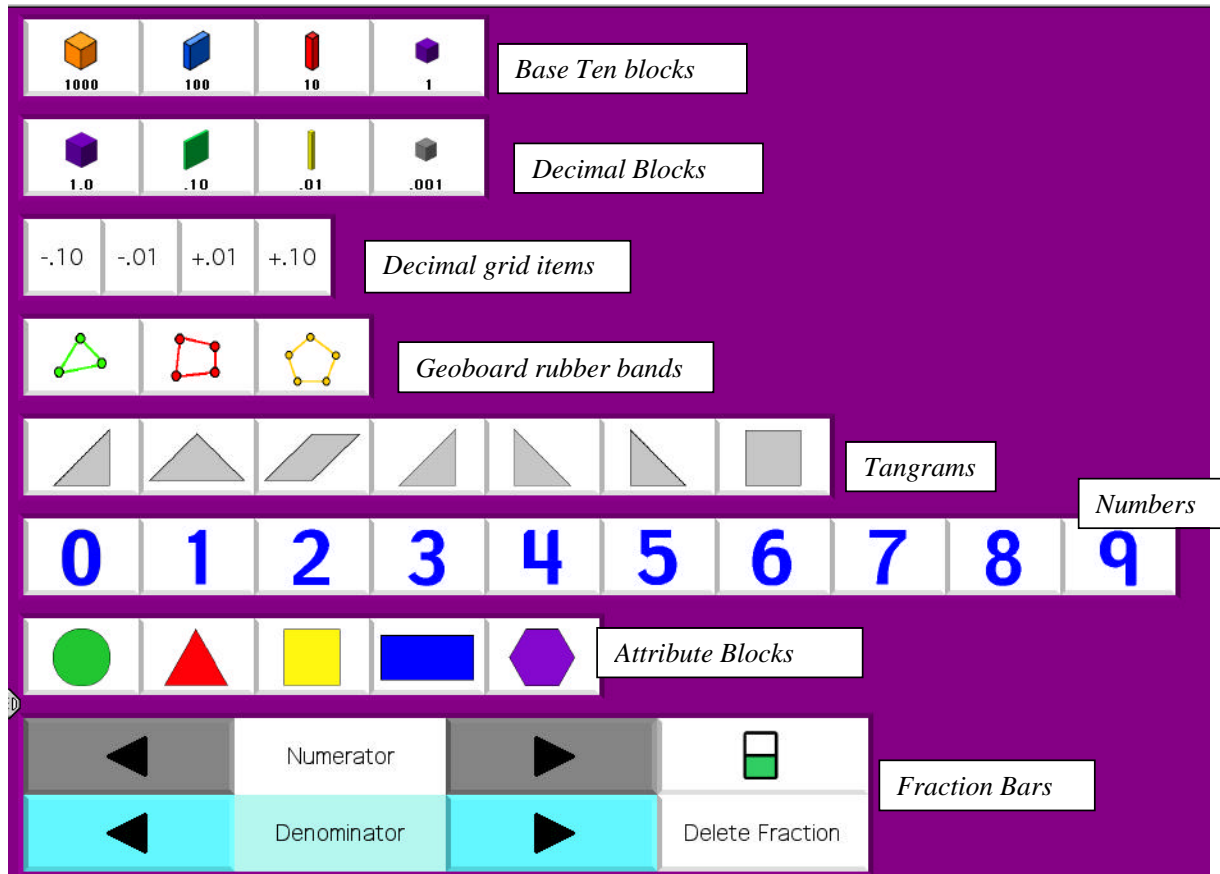 1000 100 10 1
Base Ten blocks
1.0 .10 .01 .001
Decimal Blocks
-.10 -.01 +.01 +.10
Decimal grid items
Geoboard rubber bands
Tangrams
Numbers
0 1 2 3 4 5 6 7 8 9
Attribute Blocks
Numerator
Fraction Bars
Denominator Delete Fraction